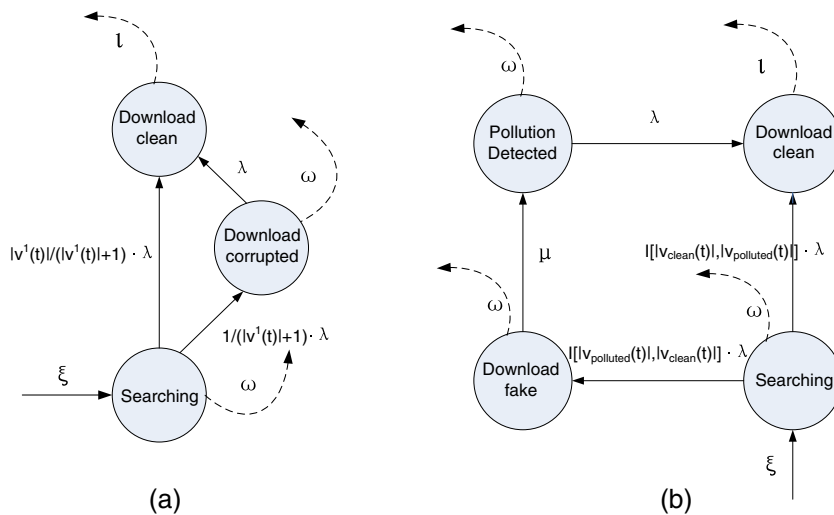 ι
Download
clean
λ
ω
Download
corrupted
|v¹(t)|/(|v¹(t)|+1) · λ
1/(|v¹(t)|+1) · λ
ξ
Searching
ω
(a)
ω
ι
Pollution
Detected
λ
Download
clean
μ
I[|v_clean(t)|,|v_polluted(t)|] · λ
ω
ω
I[|v_polluted(t)|,|v_clean(t)|] · λ
Download
fake
Searching
ξ
(b)